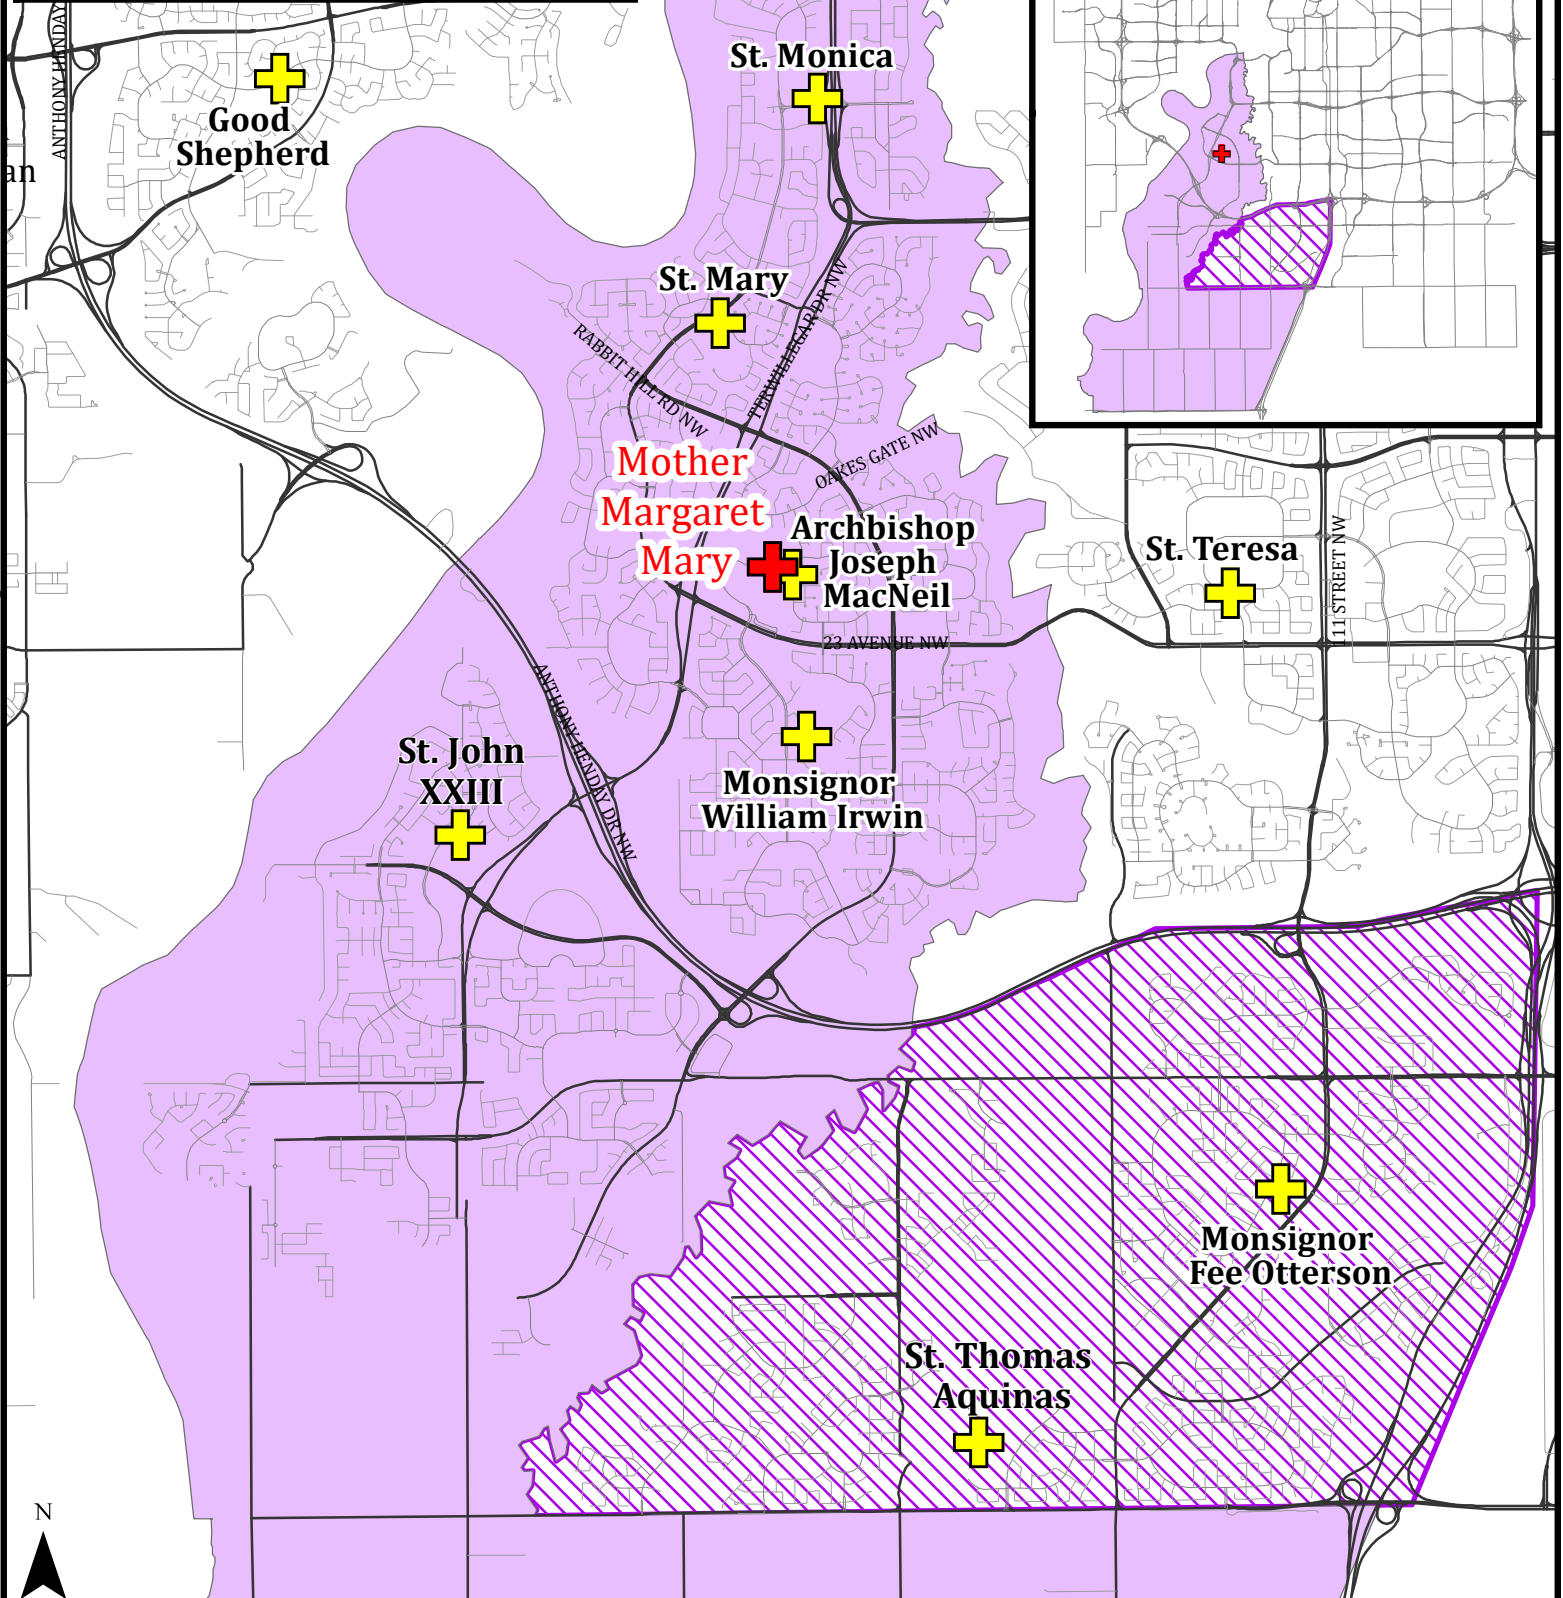 ANTHONY HENDAY
Good
Shepherd
an
St. Monica
St. Mary
RABBIT HILL RD NW
TERWILLEGAR DR NW
OAKES GATE NW
Mother
Margaret
Mary
Archbishop
Joseph
MacNeil
St. Teresa
111 STREET NW
23 AVENUE NW
ANTHONY HENDAY DR NW
St. John
XXIII
Monsignor
William Irwin
Monsignor
Fee Otterson
St. Thomas
Aquinas
N